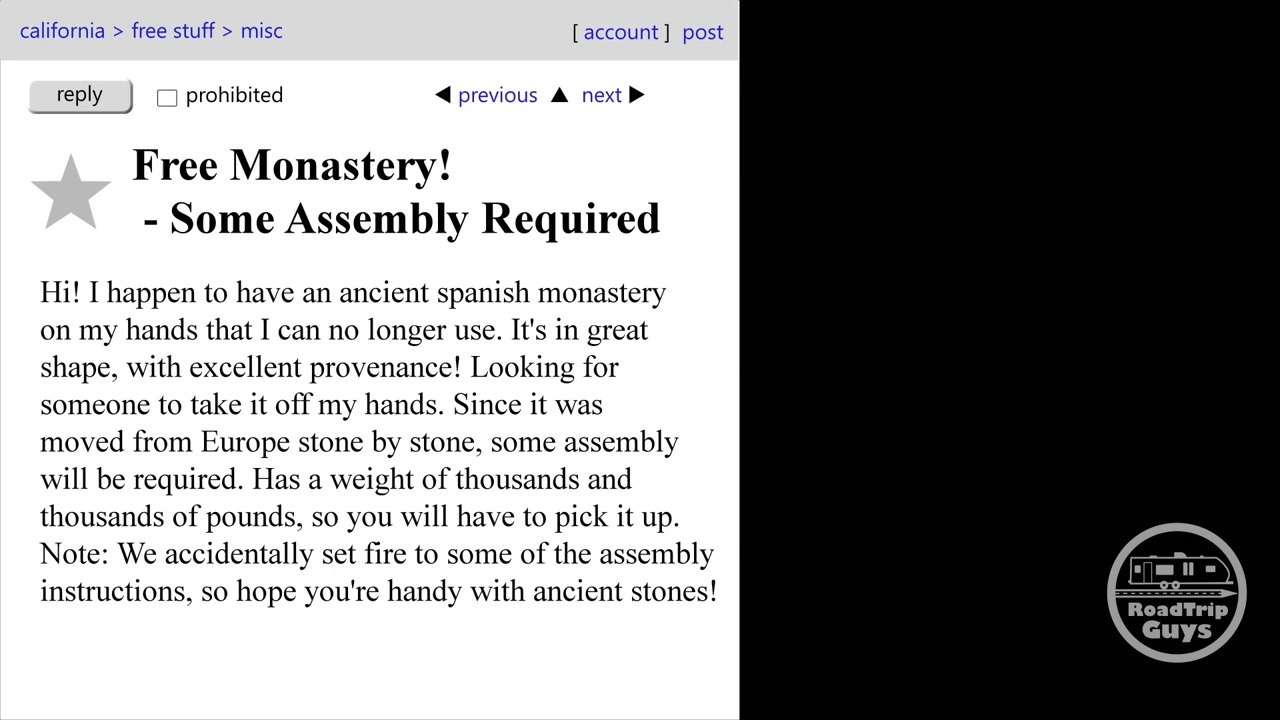 california > free stuff > misc
[ account ] post
reply
prohibited
◀ previous ▲ next ▶
Free Monastery!
- Some Assembly Required
Hi! I happen to have an ancient spanish monastery
on my hands that I can no longer use. It's in great
shape, with excellent provenance! Looking for
someone to take it off my hands. Since it was
moved from Europe stone by stone, some assembly
will be required. Has a weight of thousands and
thousands of pounds, so you will have to pick it up.
Note: We accidentally set fire to some of the assembly
instructions, so hope you're handy with ancient stones!
RoadTrip
Guys